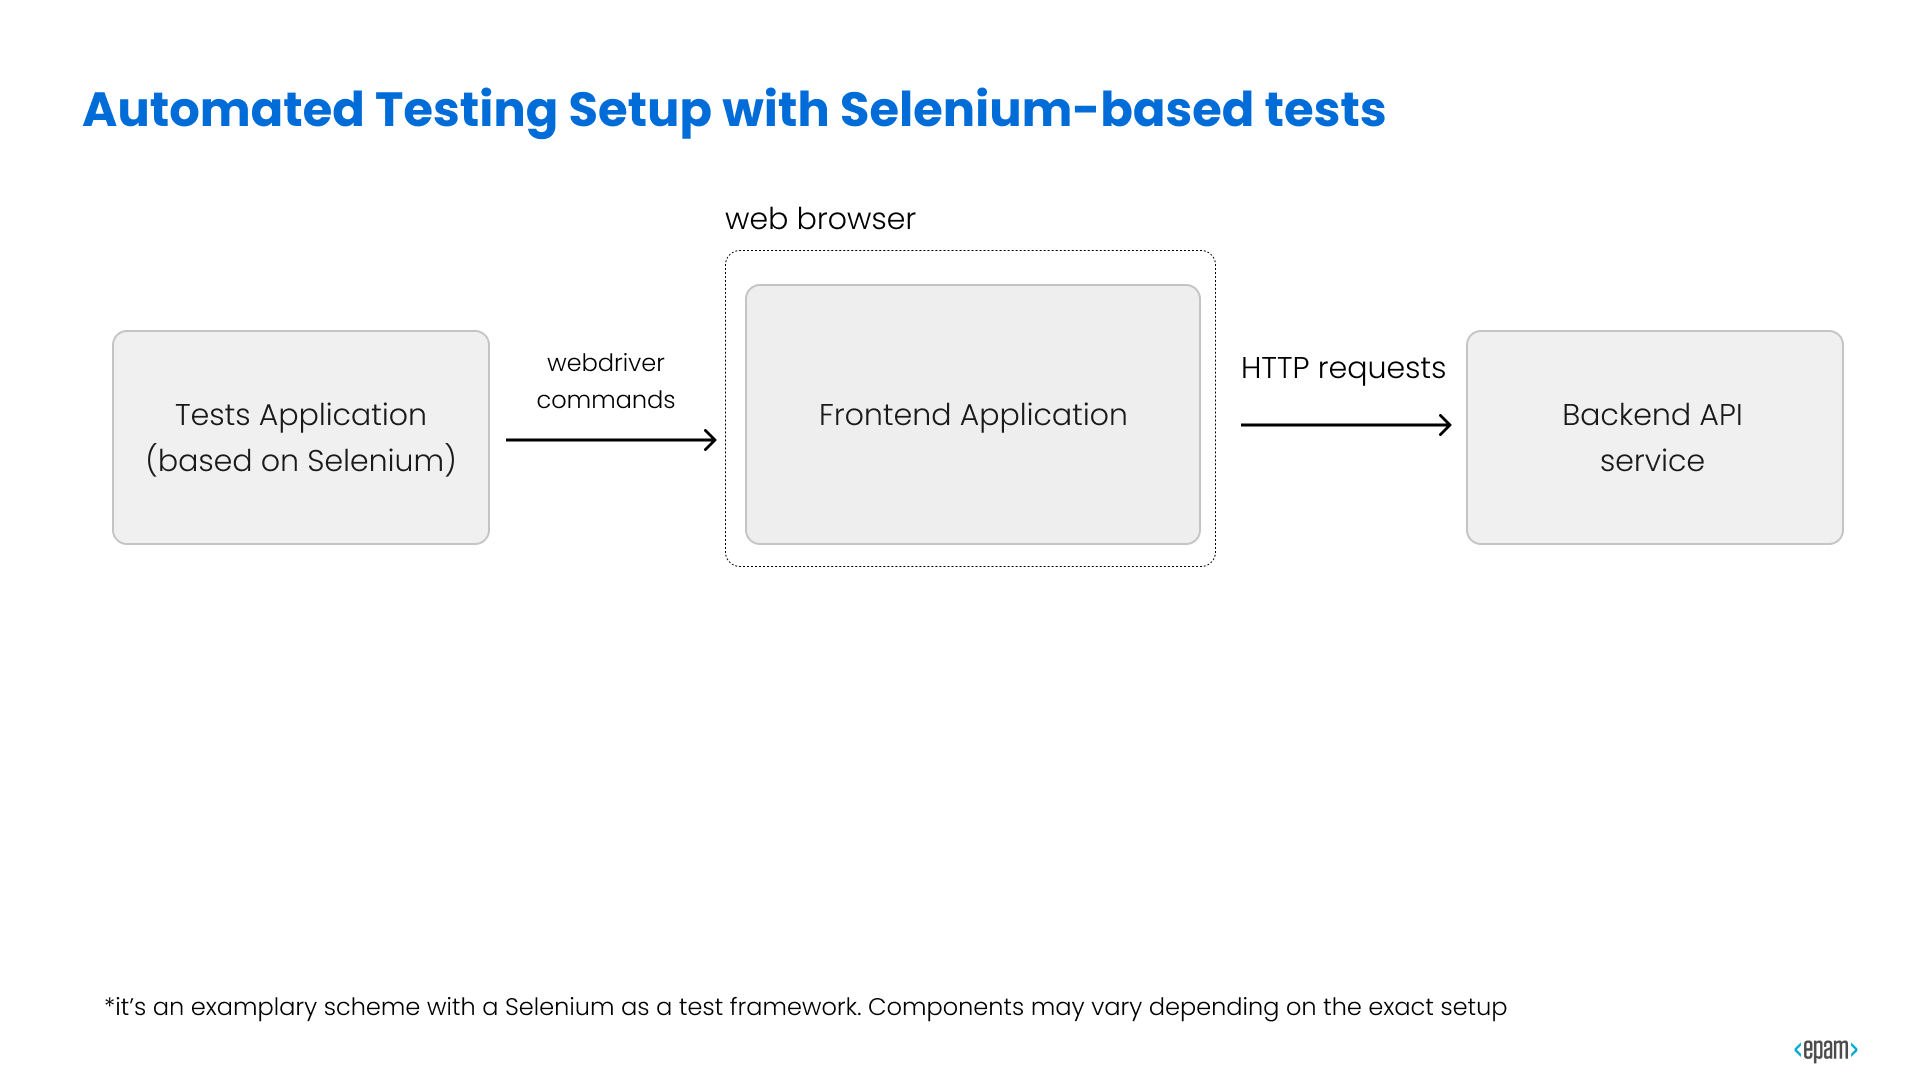 Automated Testing Setup with Selenium-based tests
web browser
webdriver
commands
HTTP requests
Tests Application
(based on Selenium)
Frontend Application
Backend API
service
*it’s an examplary scheme with a Selenium as a test framework. Components may vary depending on the exact setup
<epam>